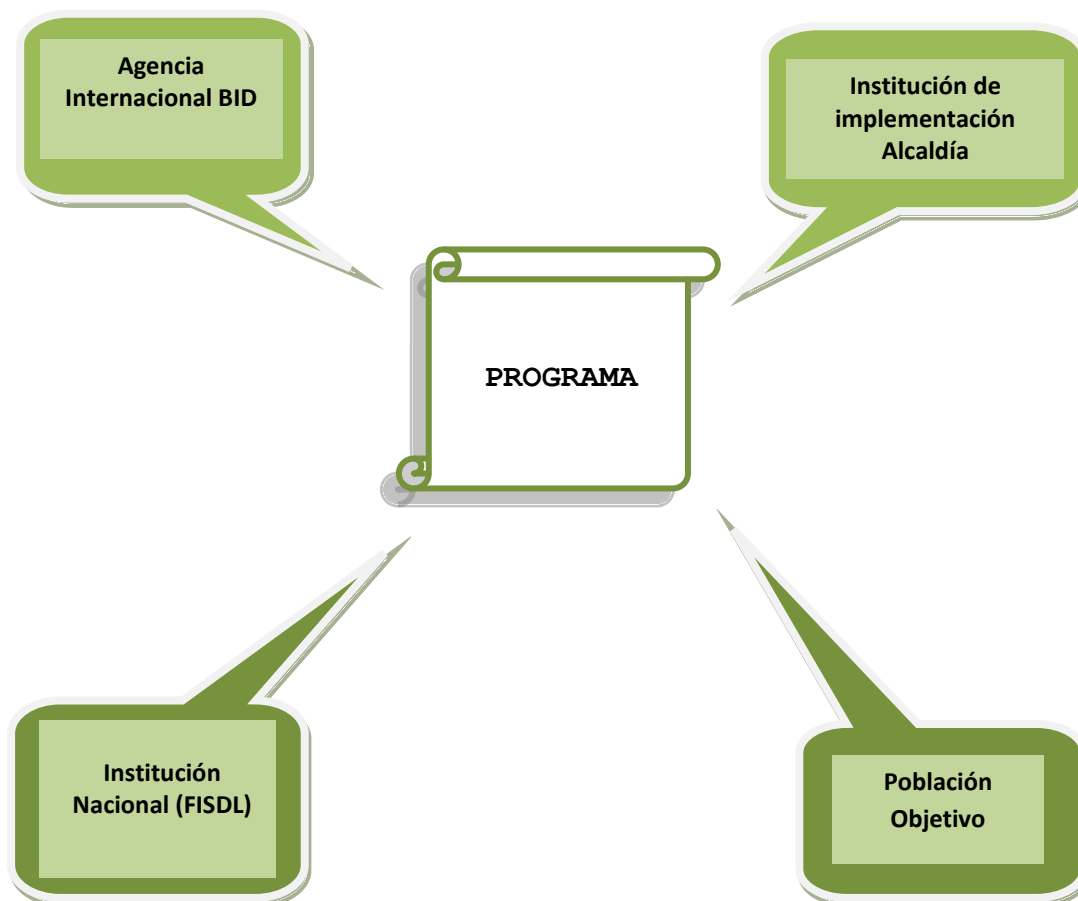 Agencia
Internacional BID
Institución de
implementación
Alcaldía
PROGRAMA
Institución
Nacional (FISDL)
Población
Objetivo